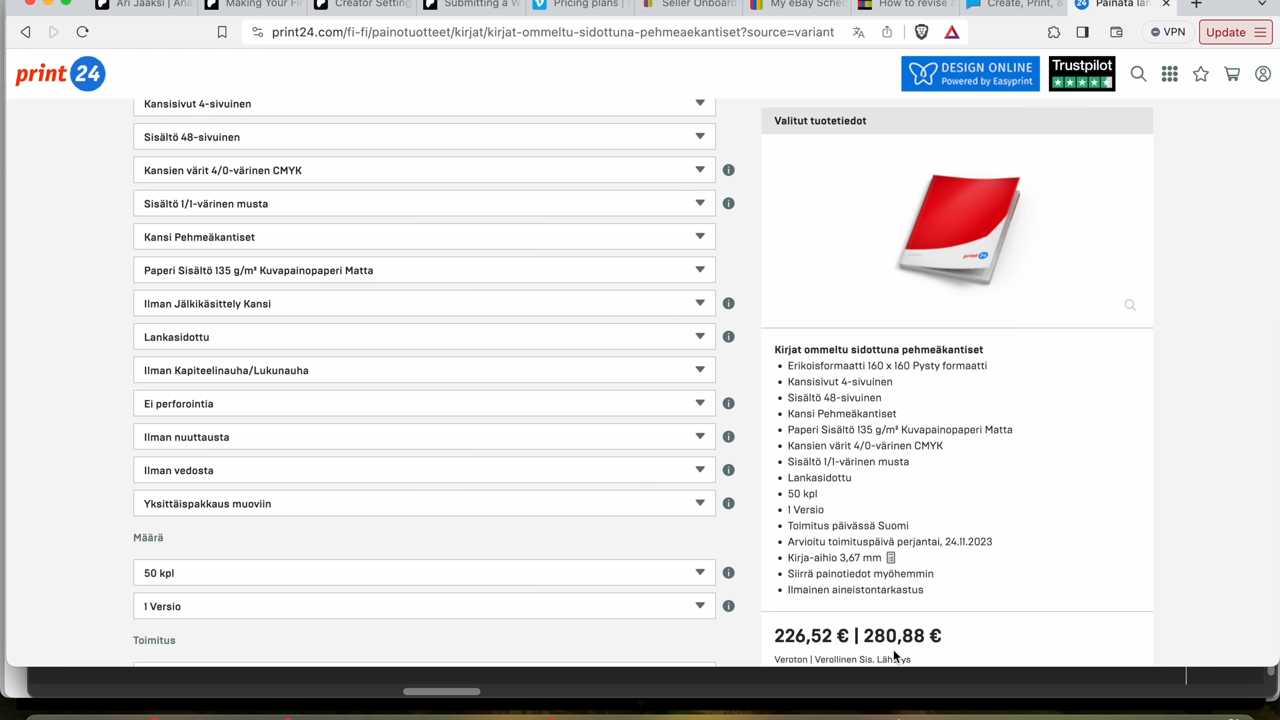 Ari Jaaksi | Ana
Making Your Fi
Creator Setting
Submitting a W
Pricing plans |
Seller Onboard
My eBay Sche
How to revise a
Create, Print, &
Painata lah
print24.com/fi-fi/painotuotteet/kirjat/kirjat-ommeltu-sidottuna-pehmeaekantiset?source=variant
VPN
Update
print 24
DESIGN ONLINE
Powered by Easyprint
Trustpilot
Kansisivut 4-sivuinen
Sisältö 48-sivuinen
Kansien värit 4/0-värinen CMYK
Sisältö 1/1-värinen musta
Kansi Pehmeäkantiset
Paperi Sisältö 135 g/m² Kuvapainopaperi Matta
Ilman Jälkikäsittely Kansi
Lankasidottu
Ilman Kapiteelinauha/Lukunauha
Ei perforointia
Ilman nuuttausta
Ilman vedosta
Yksittäispakkaus muoviin
Määrä
50 kpl
1 Versio
Toimitus
Valitut tuotetiedot
print 24
Kirjat ommeltu sidottuna pehmeäkantiset
• Erikoisformaatti 160 x 160 Pysty formaatti
• Kansisivut 4-sivuinen
• Sisältö 48-sivuinen
• Kansi Pehmeäkantiset
• Paperi Sisältö 135 g/m² Kuvapainopaperi Matta
• Kansien värit 4/0-värinen CMYK
• Sisältö 1/1-värinen musta
• Lankasidottu
• 50 kpl
• 1 Versio
• Toimitus päivässä Suomi
• Arvioitu toimituspäivä perjantai, 24.11.2023
• Kirja-aihio 3,67 mm
• Siirrä painotiedot myöhemmin
• Ilmainen aineistontarkastus
226,52 € | 280,88 €
Veroton | Verollinen Sis.